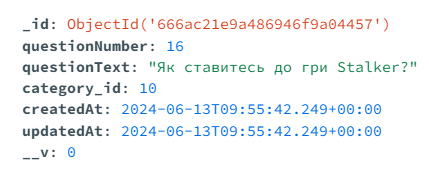 _id: ObjectId('666ac21e9a486946f9a04457')
questionNumber: 16
questionText: "Як ставитесь до гри Stalker?"
category_id: 10
createdAt: 2024-06-13T09:55:42.249+00:00
updatedAt: 2024-06-13T09:55:42.249+00:00
__v: 0